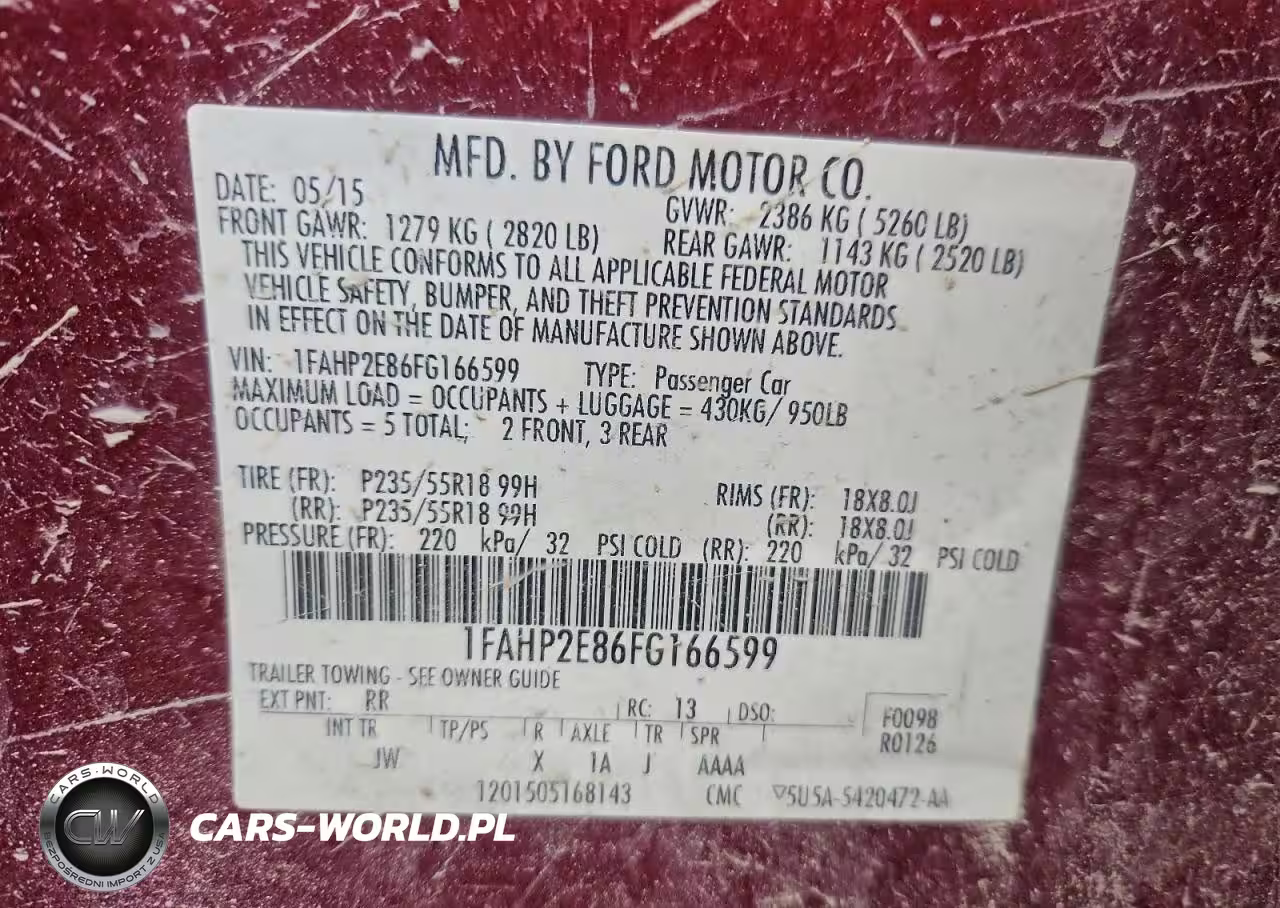 MFD. BY FORD MOTOR CO.
DATE: 05/15 GVWR: 2386 KG ( 5260 LB)
FRONT GAWR: 1279 KG ( 2820 LB) REAR GAWR: 1143 KG ( 2520 LB)
THIS VEHICLE CONFORMS TO ALL APPLICABLE FEDERAL MOTOR
VEHICLE SAFETY, BUMPER, AND THEFT PREVENTION STANDARDS
IN EFFECT ON THE DATE OF MANUFACTURE SHOWN ABOVE.
VIN: 1FAHP2E86FG166599 TYPE: Passenger Car
MAXIMUM LOAD = OCCUPANTS + LUGGAGE = 430KG/ 950LB
OCCUPANTS = 5 TOTAL; 2 FRONT, 3 REAR
TIRE (FR): P235/55R18 99H RIMS (FR): 18X8.0J
(RR): P235/55R18 99H (RR): 18X8.0J
PRESSURE (FR): 220 kPa/ 32 PSI COLD (RR): 220 kPa/ 32 PSI COLD
1FAHP2E86FG166599
TRAILER TOWING - SEE OWNER GUIDE
EXT PNT: RR RC: 13 DSO: F0098
INT TR TP/PS R AXLE TR SPR R0126
JW X 1A J AAAA
1201505168143 CMC ▽5U5A-5420472-AA
CARS-WORLD
CW
BEZPOŚREDNI IMPORT Z USA
CARS-WORLD.PL